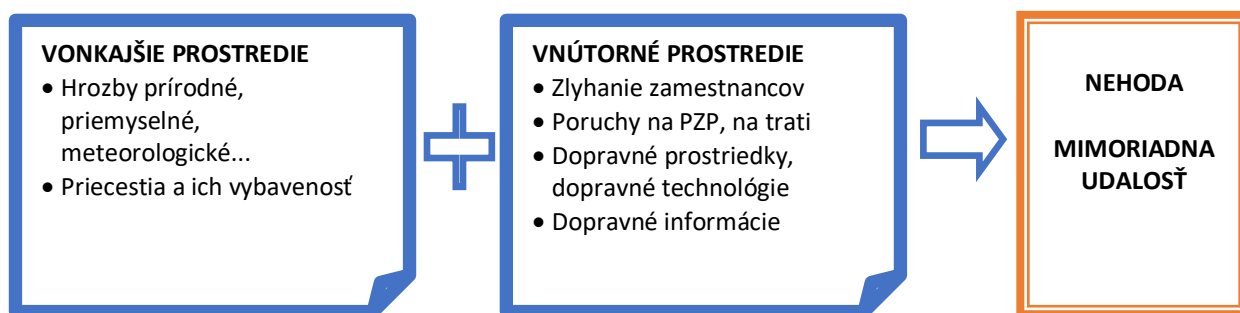 VONKAJŠIE PROSTREDIE
• Hrozby prírodné,
priemyselné,
meteorologické...
• Priecestia a ich vybavenosť
VNÚTORNÉ PROSTREDIE
• Zlyhanie zamestnancov
• Poruchy na PZP, na trati
• Dopravné prostriedky,
dopravné technológie
• Dopravné informácie
NEHODA
MIMORIADNA
UDALOSŤ